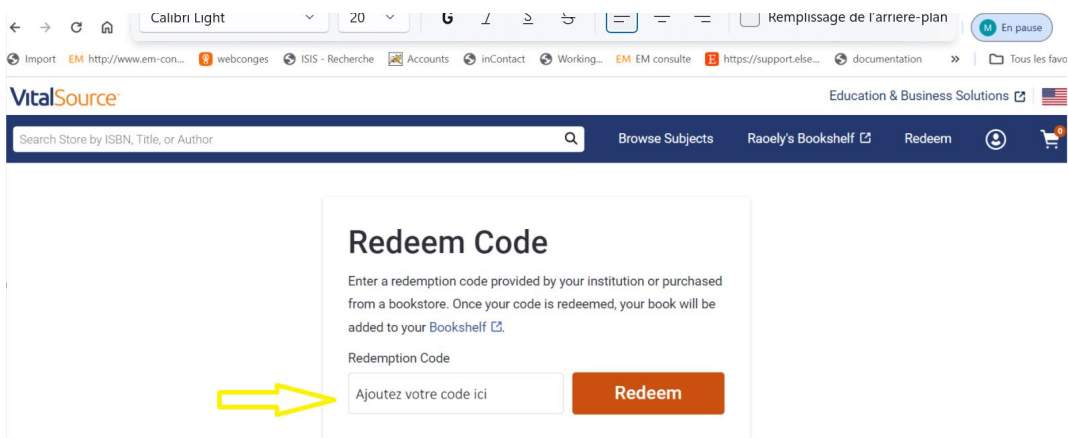 Calibri Light 20 G I S Remplissage de l'arrière-plan
M En pause
Import EM http://www.em-con... webconges ISIS - Recherche Accounts inContact Working... EM EM consulte E https://support.else... documentation » Tous les favo
VitalSource
Education & Business Solutions
Search Store by ISBN, Title, or Author Browse Subjects Raoely's Bookshelf Redeem 0
Redeem Code
Enter a redemption code provided by your institution or purchased
from a bookstore. Once your code is redeemed, your book will be
added to your Bookshelf.
Redemption Code
Ajoutez votre code ici Redeem